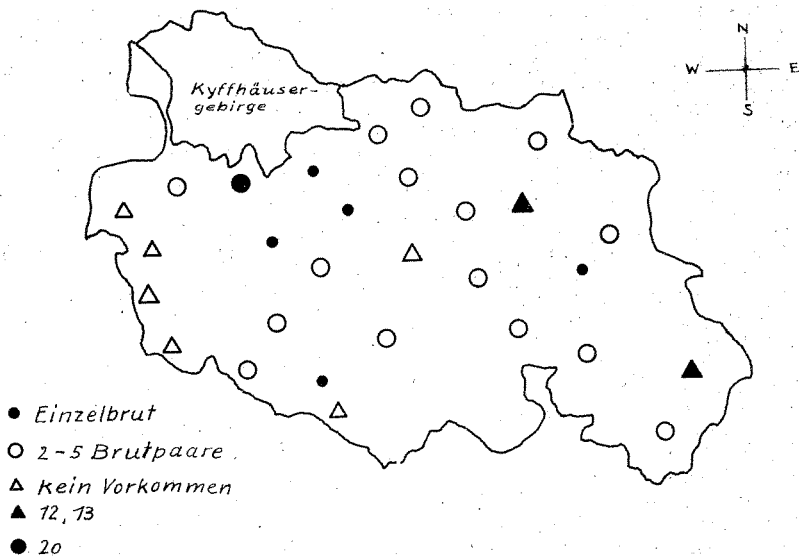 Kyffhäuser-
gebirge
N
W E
S
Einzelbrut
2-5 Brutpaare
Kein Vorkommen
12, 13
20